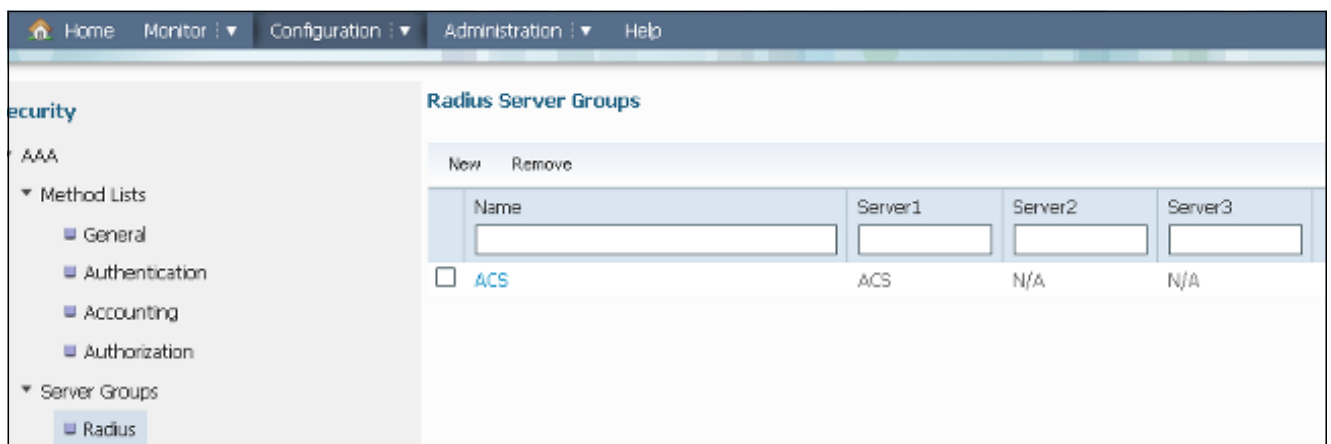 Home Monitor Configuration Administration Help
ecurity
AAA
Method Lists
General
Authentication
Accounting
Authorization
Server Groups
Radius
Radius Server Groups
New Remove
Name Server1 Server2 Server3
ACS ACS N/A N/A